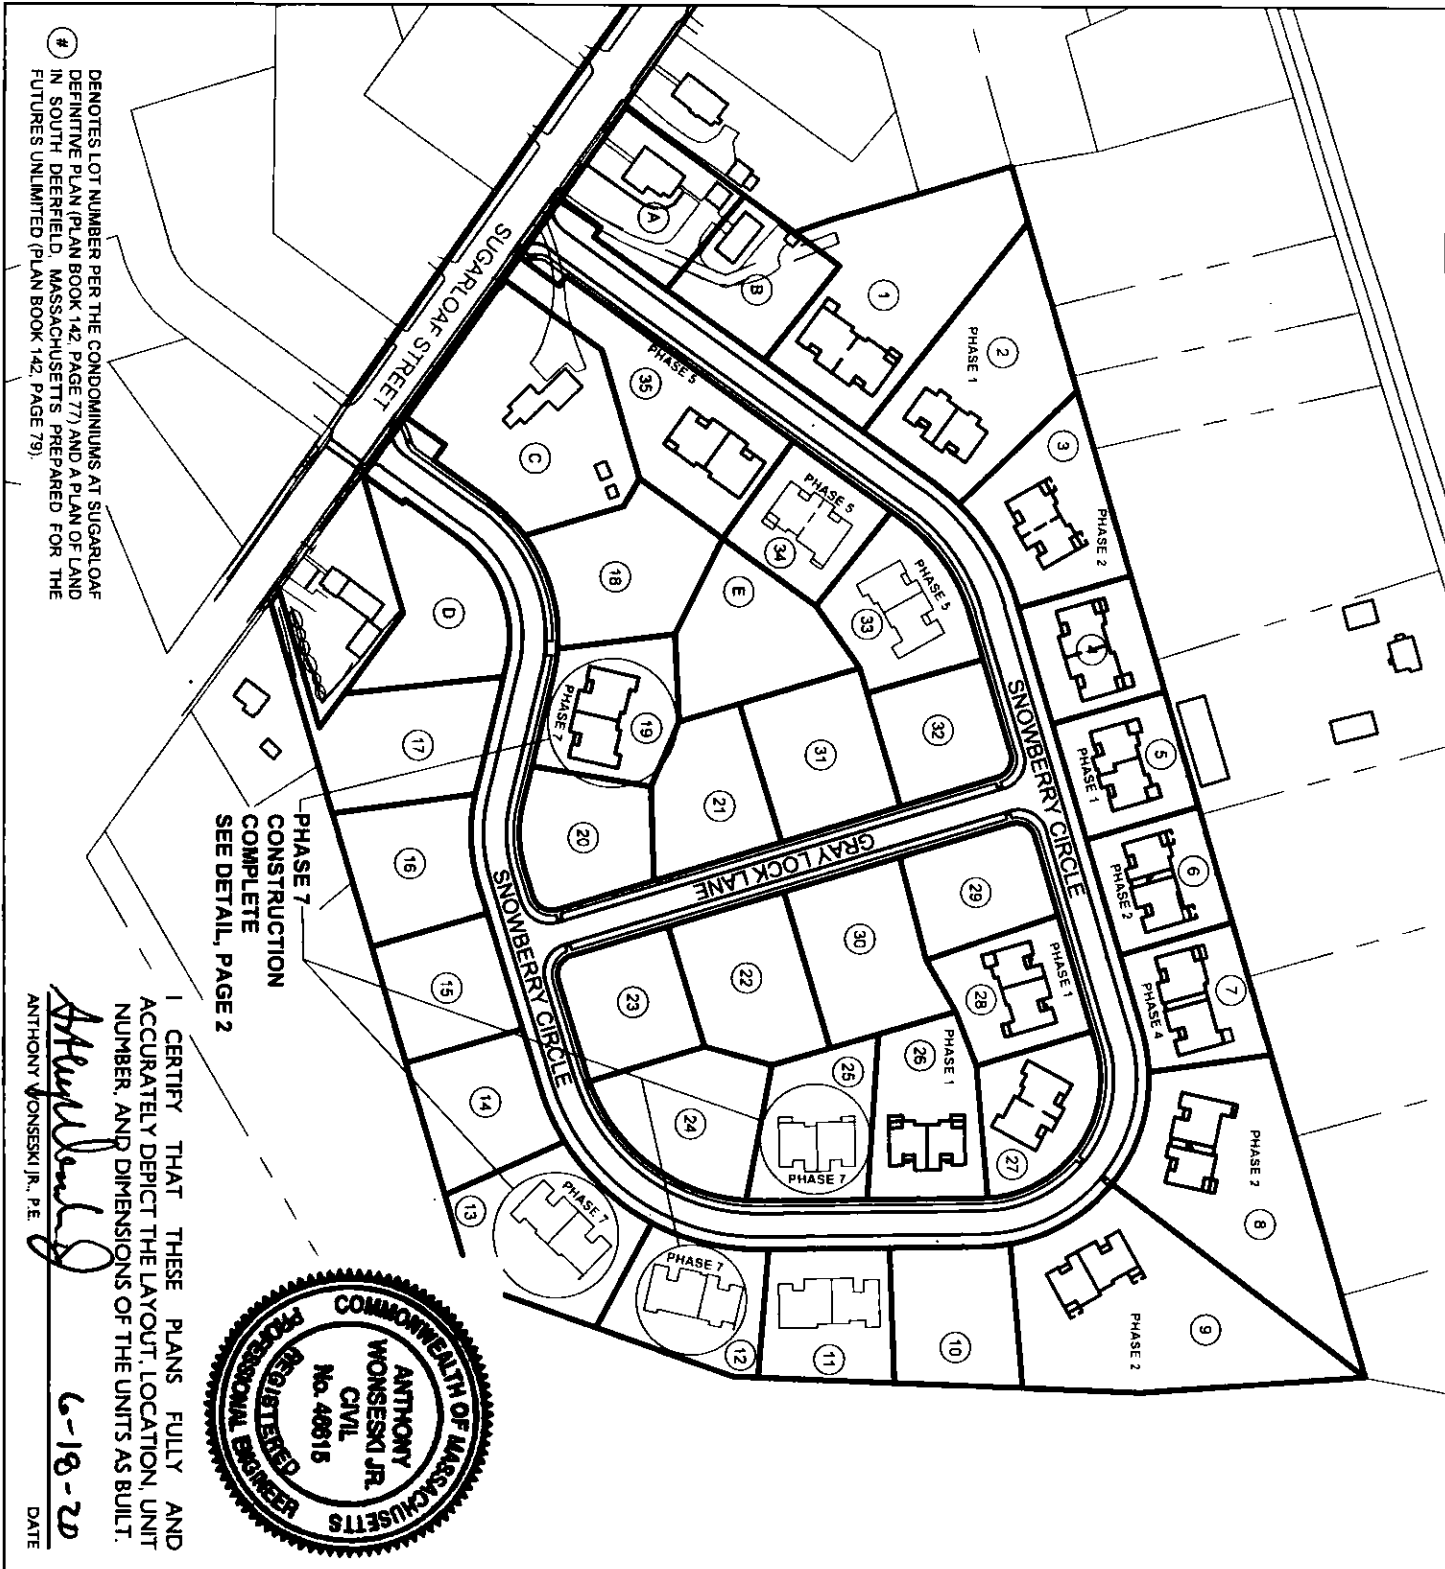 # DENOTES LOT NUMBER PER THE CONDOMINIUMS AT SUGARLOAF
DEFINITIVE PLAN (PLAN BOOK 142, PAGE 77) AND A PLAN OF LAND
IN SOUTH DEERFIELD, MASSACHUSETTS PREPARED FOR THE
FUTURES UNLIMITED (PLAN BOOK 142, PAGE 79).
SUGARLOAF STREET
SNOWBERRY CIRCLE
GRAYLOCK LANE
SNOWBERRY CIRCLE
A
B
C
D
E
1
2
PHASE 1
3
PHASE 2
4
5
PHASE 1
6
PHASE 2
7
PHASE 4
8
PHASE 2
9
PHASE 2
10
11
12
PHASE 7
13
PHASE 7
14
15
16
17
18
19
PHASE 7
20
21
22
23
24
25
PHASE 7
26
PHASE 1
27
28
PHASE 1
29
30
31
32
33
PHASE 5
34
PHASE 5
35
PHASE 5
PHASE 7
CONSTRUCTION
COMPLETE
SEE DETAIL, PAGE 2
I CERTIFY THAT THESE PLANS FULLY AND
ACCURATELY DEPICT THE LAYOUT, LOCATION, UNIT
NUMBER, AND DIMENSIONS OF THE UNITS AS BUILT.
6-18-20
ANTHONY WONSESKI JR., P.E.
DATE
COMMONWEALTH OF MASSACHUSETTS
ANTHONY
WONSESKI JR.
CIVIL
No. 46615
REGISTERED
PROFESSIONAL ENGINEER